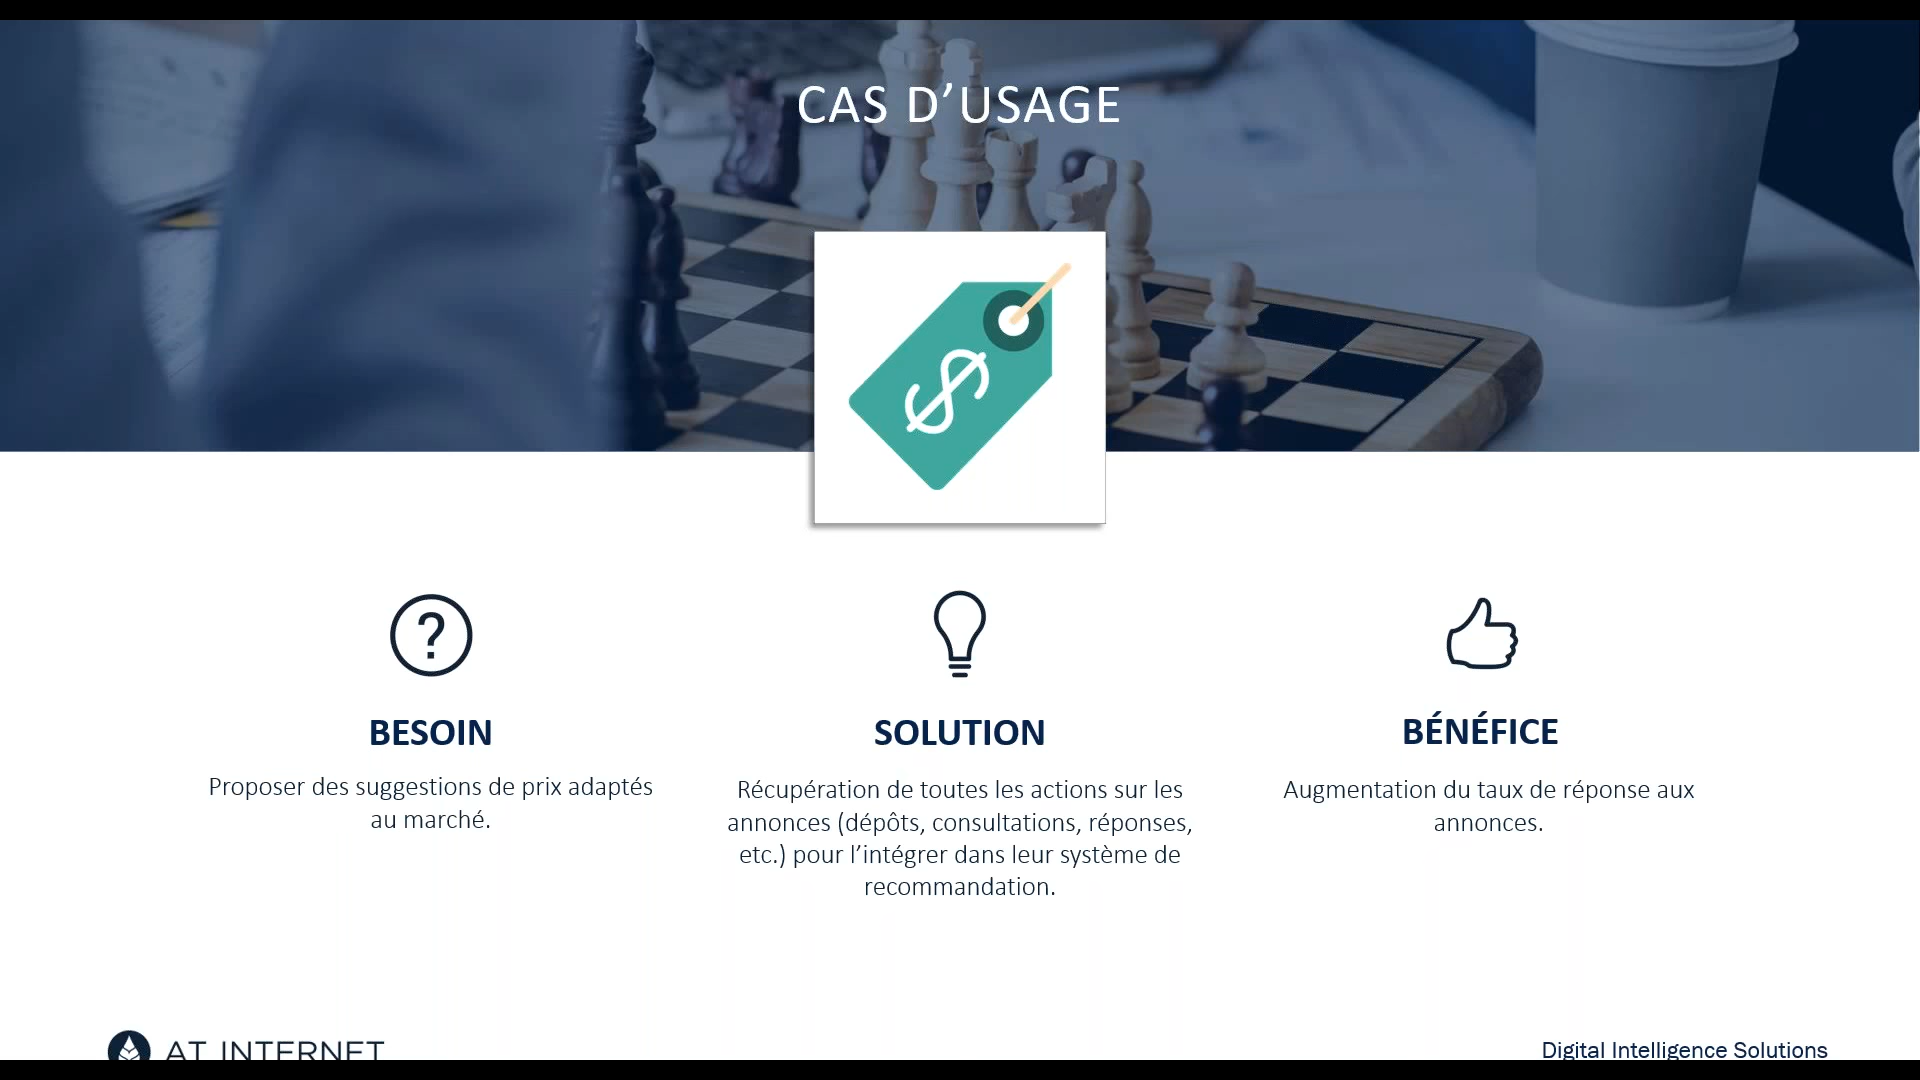 CAS D’USAGE
$
?
BESOIN
Proposer des suggestions de prix adaptés
au marché.
SOLUTION
Récupération de toutes les actions sur les
annonces (dépôts, consultations, réponses,
etc.) pour l’intégrer dans leur système de
recommandation.
BÉNÉFICE
Augmentation du taux de réponse aux
annonces.
AT INTERNET
Digital Intelligence Solutions